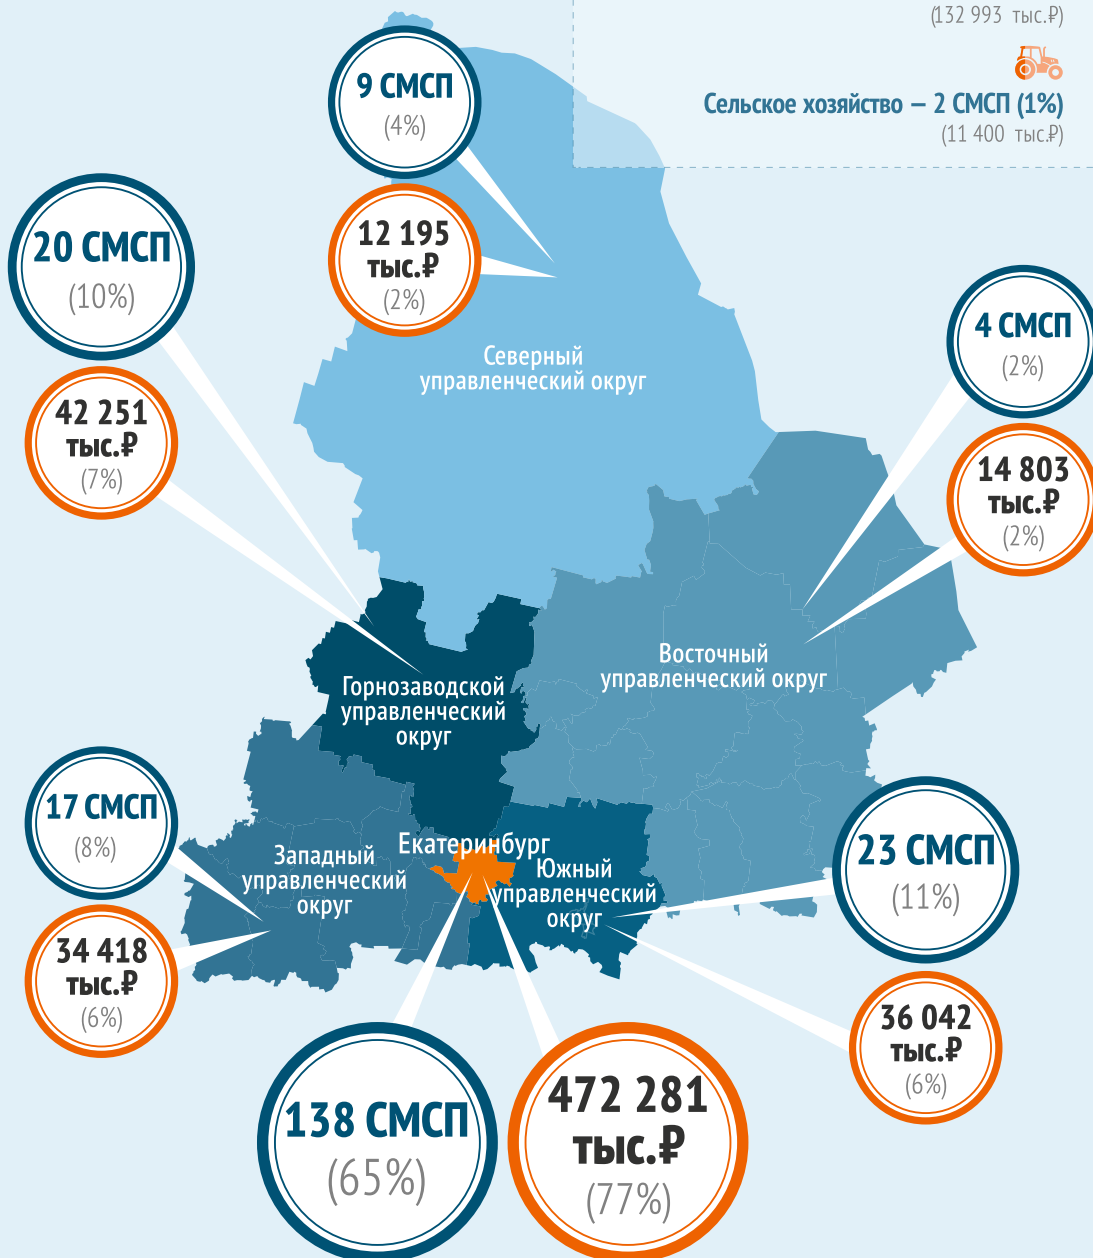 (132 993 тыс.₽)
Сельское хозяйство — 2 СМСП (1%)
(11 400 тыс.₽)
9 СМСП
(4%)
12 195
тыс.₽
(2%)
20 СМСП
(10%)
42 251
тыс.₽
(7%)
4 СМСП
(2%)
14 803
тыс.₽
(2%)
Северный
управленческий округ
Восточный
управленческий округ
Горнозаводской
управленческий
округ
17 СМСП
(8%)
34 418
тыс.₽
(6%)
Западный
управленческий
округ
Екатеринбург
Южный
управленческий
округ
23 СМСП
(11%)
36 042
тыс.₽
(6%)
138 СМСП
(65%)
472 281
тыс.₽
(77%)